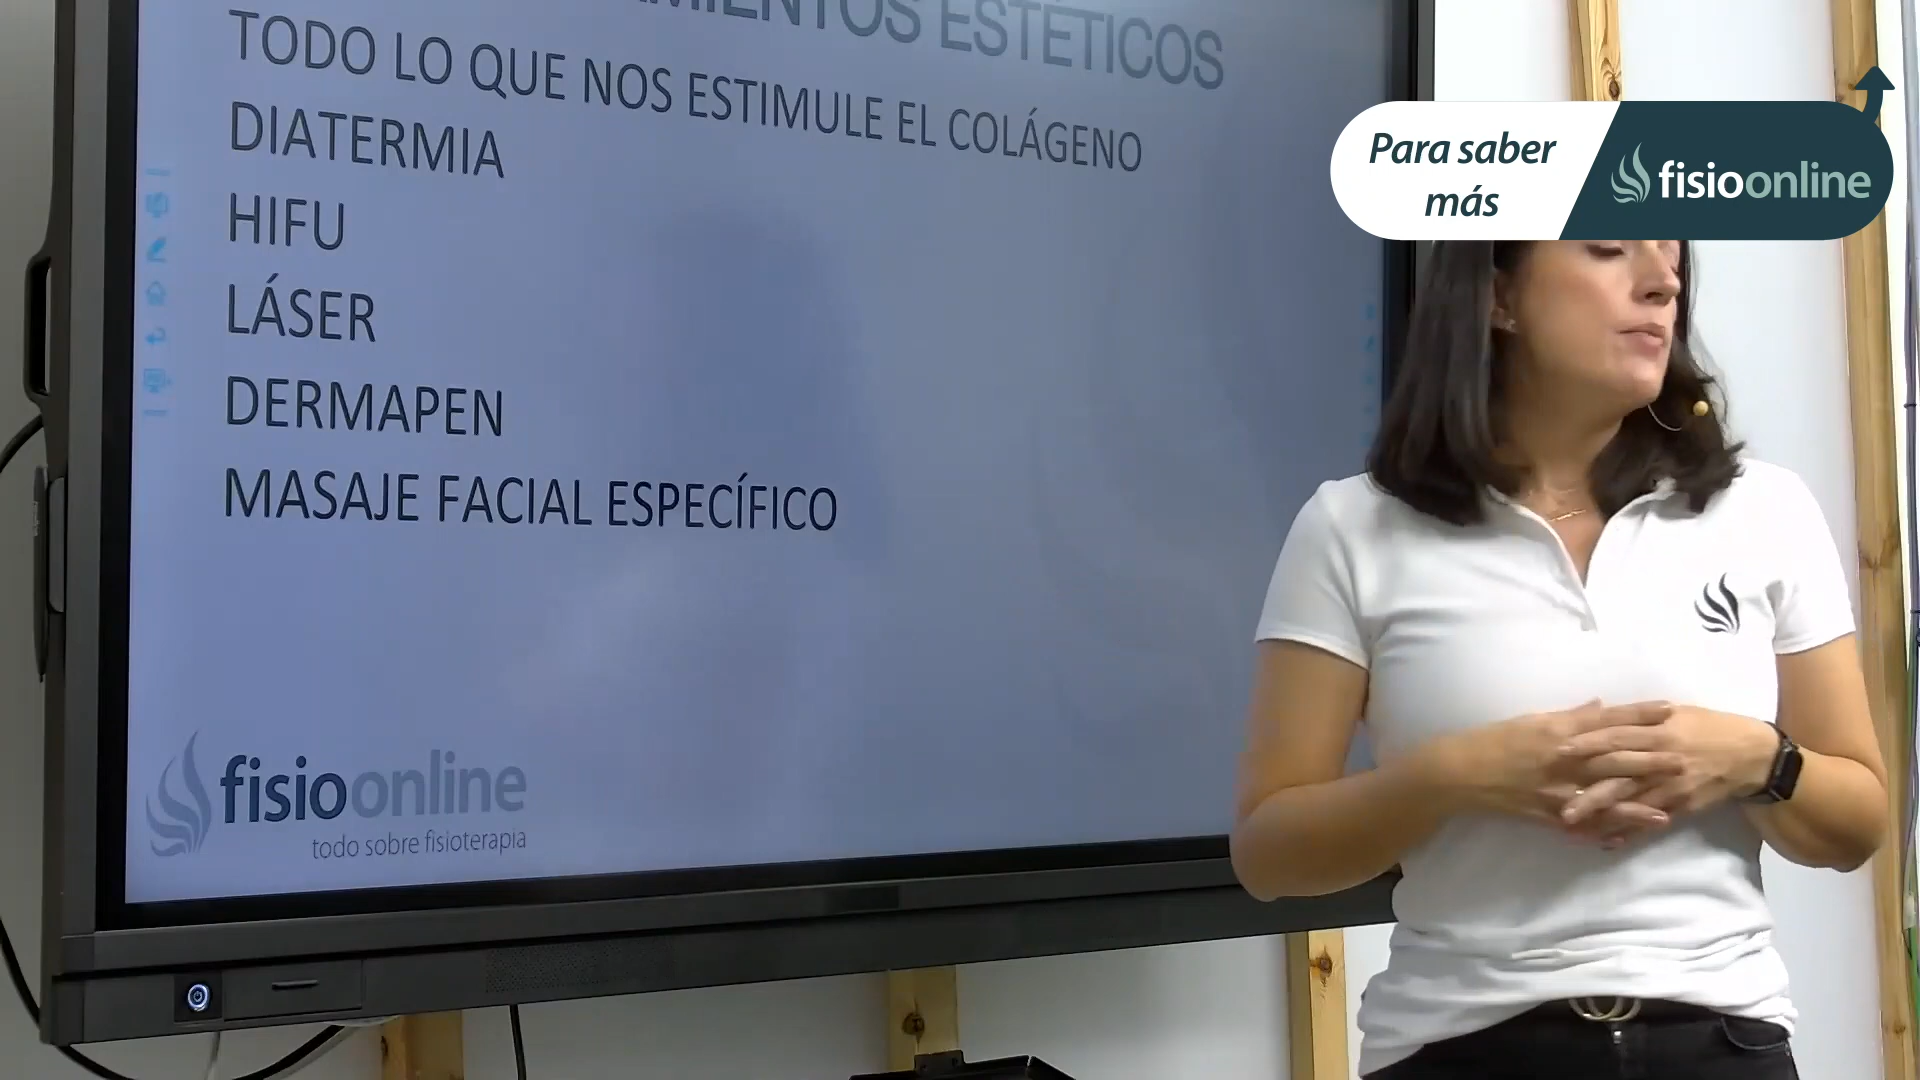 ESTÉTICOS
TODO LO QUE NOS ESTIMULE EL COLÁGENO
DIATERMIA
HIFU
LÁSER
DERMAPEN
MASAJE FACIAL ESPECÍFICO
fisioonline
todo sobre fisioterapia
Para saber
más
fisioonline